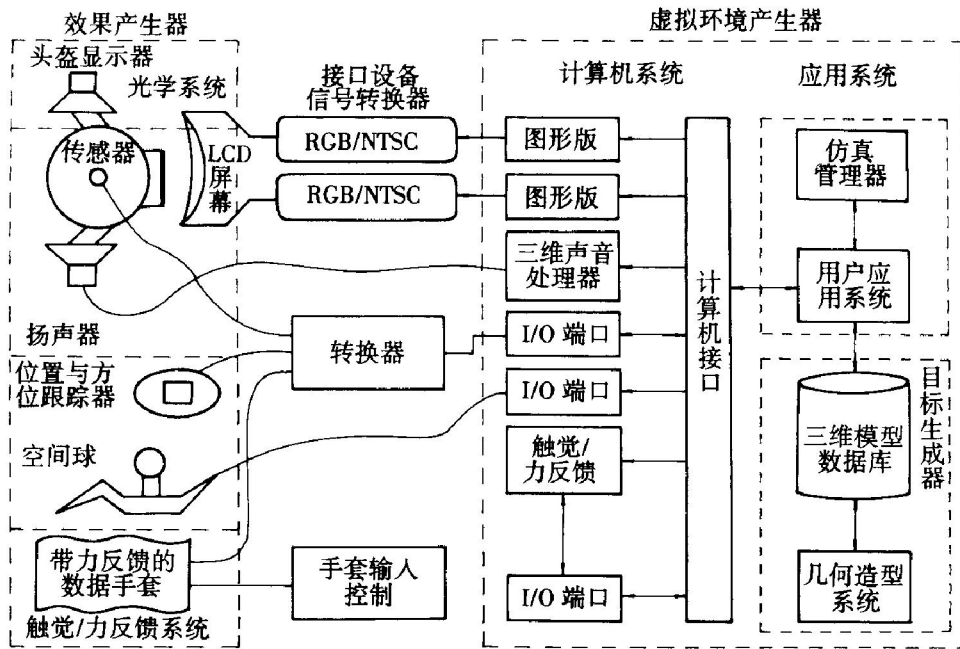 效果产生器
虚拟环境产生器
头盔显示器
光学系统
接口设备
信号转换器
计算机系统
应用系统
传感器
LCD
屏
幕
RGB/NTSC
图形版
仿真
管理器
RGB/NTSC
图形版
三维声音
处理器
用户应
用系统
计
算
机
接
口
扬声器
转换器
I/O 端口
位置与方
位跟踪器
I/O 端口
目
标
生
成
器
三维模型
数据库
空间球
触觉/
力反馈
带力反馈的
数据手套
手套输入
控制
I/O 端口
几何造型
系统
触觉/力反馈系统